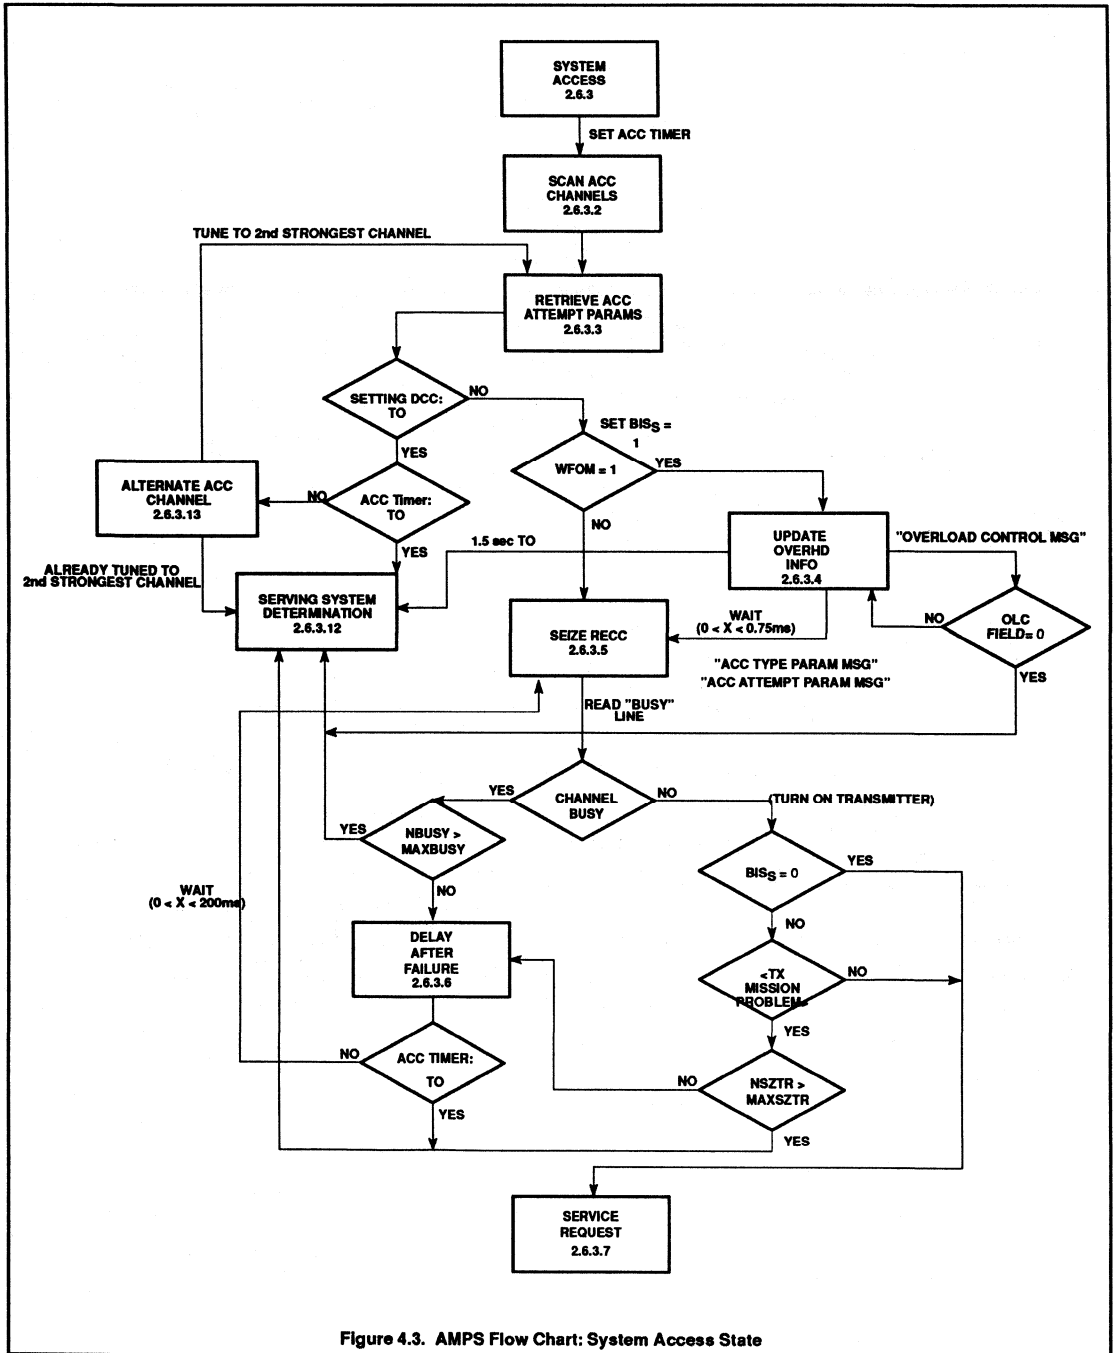 SYSTEM
ACCESS
2.6.3
SET ACC TIMER
SCAN ACC
CHANNELS
2.6.3.2
TUNE TO 2nd STRONGEST CHANNEL
RETRIEVE ACC
ATTEMPT PARAMS
2.6.3.3
SETTING DCC:
TO
NO
YES
SET BISS =
1
WFOM = 1
YES
NO
ALTERNATE ACC
CHANNEL
2.6.3.13
NO
ACC Timer:
TO
YES
1.5 sec TO
UPDATE
OVERHD
INFO
2.6.3.4
"OVERLOAD CONTROL MSG"
ALREADY TUNED TO
2nd STRONGEST CHANNEL
SERVING SYSTEM
DETERMINATION
2.6.3.12
SEIZE RECC
2.6.3.5
WAIT
(0 < X < 0.75ms)
NO
OLC
FIELD= 0
YES
"ACC TYPE PARAM MSG"
"ACC ATTEMPT PARAM MSG"
READ "BUSY"
LINE
CHANNEL
BUSY
YES
NO
(TURN ON TRANSMITTER)
YES
NBUSY >
MAXBUSY
NO
BISS = 0
YES
NO
WAIT
(0 < X < 200ms)
DELAY
AFTER
FAILURE
2.6.3.6
<TX
MISSION
PROBLEM>
NO
YES
NO
ACC TIMER:
TO
YES
NO
NSZTR >
MAXSZTR
YES
SERVICE
REQUEST
2.6.3.7
Figure 4.3. AMPS Flow Chart: System Access State